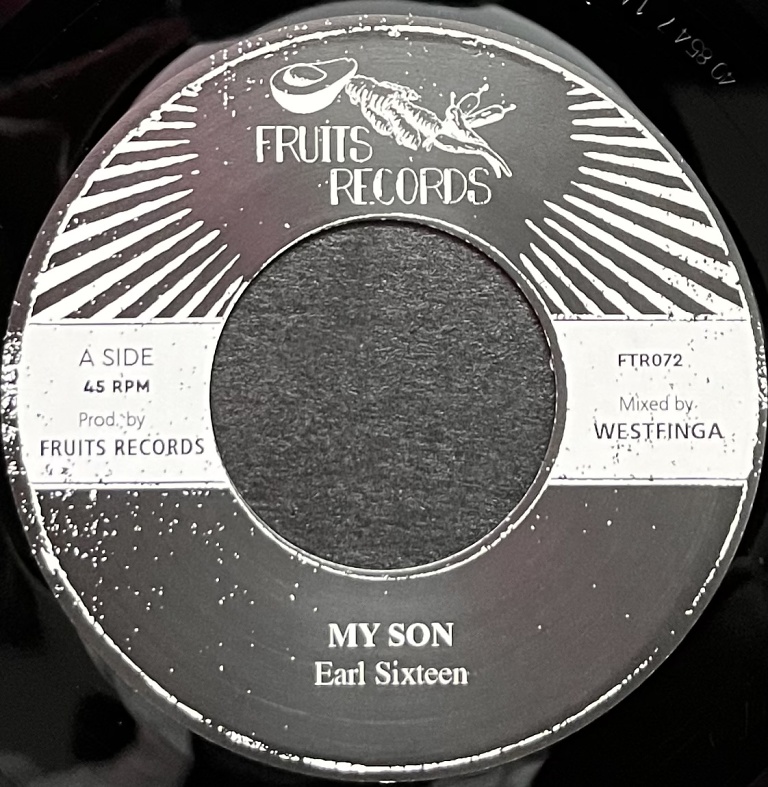 FRUITS
RECORDS
A SIDE
45 RPM
Prod. by
FRUITS RECORDS
FTR072
Mixed by
WESTFINGA
MY SON
Earl Sixteen